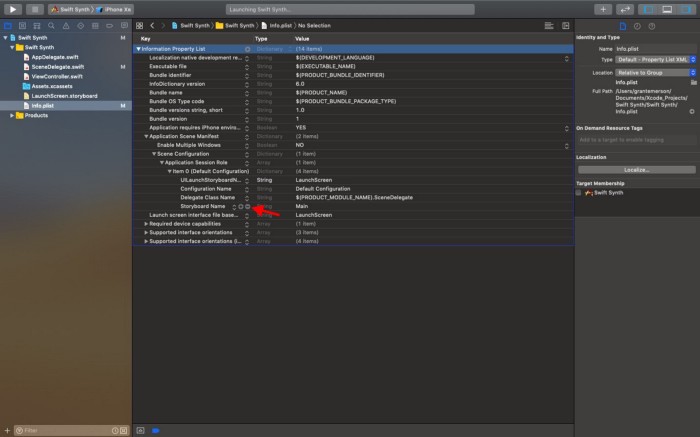 Swift Synth iPhone Xe Launching Swift Synth...
Swift Synth
Swift Synth
AppDelegate.swift
SceneDelegate.swift M
ViewController.swift
Assets.xcassets
LaunchScreen.storyboard
Info.plist M
Products
Filter
Swift Synth Swift Synth Info.plist No Selection
Key Type Value
Information Property List Dictionary (14 items)
Localization native development re... String $(DEVELOPMENT_LANGUAGE)
Executable file String $(EXECUTABLE_NAME)
Bundle identifier String $(PRODUCT_BUNDLE_IDENTIFIER)
InfoDictionary version String 6.0
Bundle name String $(PRODUCT_NAME)
Bundle OS Type code String $(PRODUCT_BUNDLE_PACKAGE_TYPE)
Bundle versions string, short String 1.0
Bundle version String 1
Application requires iPhone enviro... Boolean YES
Application Scene Manifest Dictionary (2 items)
Enable Multiple Windows Boolean NO
Scene Configuration Dictionary (1 item)
Application Session Role Array (1 item)
Item 0 (Default Configuration) Dictionary (4 items)
UILaunchStoryboardN... String LaunchScreen
Configuration Name String Default Configuration
Delegate Class Name String $(PRODUCT_MODULE_NAME).SceneDelegate
Storyboard Name String Main
Launch screen interface file base... String LaunchScreen
Required device capabilities Array (1 item)
Supported interface orientations Array (3 items)
Supported interface orientations (i... Array (4 items)
Identity and Type
Name Info.plist
Type Default - Property List XML
Location Relative to Group
Info.plist
Full Path /Users/grantemerson/
Documents/Xcode_Projects/
Swift Synth/Swift Synth/
Info.plist
On Demand Resource Tags
Add to a target to enable tagging
Localization
Localize...
Target Membership
Swift Synth